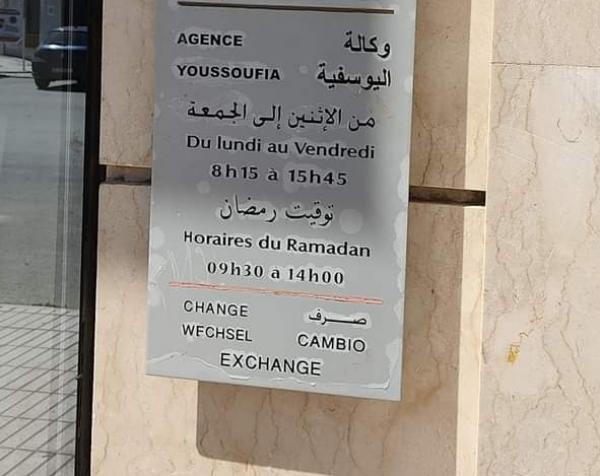 AGENCE وكالة
YOUSSOUFIA اليوسفية
من الإثنين إلى الجمعة
Du lundi au Vendredi
8h15 à 15h45
توقيت رمضان
Horaires du Ramadan
09h30 à 14h00
CHANGE صرف
WECHSEL CAMBIO
EXCHANGE